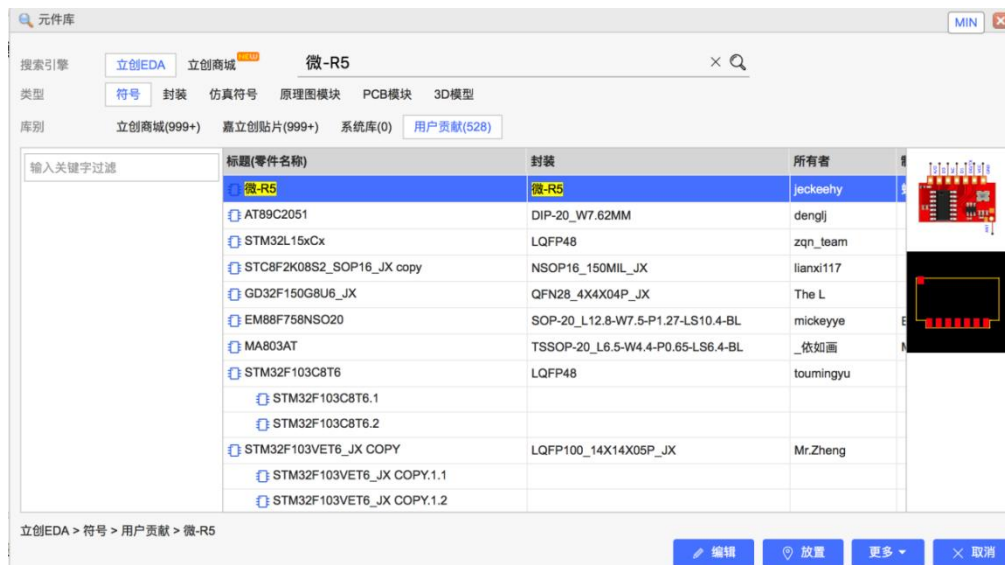 元件库 MIN
搜索引擎 立创EDA 立创商城 NEW 微-R5
类型 符号 封装 仿真符号 原理图模块 PCB模块 3D模型
库别 立创商城(999+) 嘉立创贴片(999+) 系统库(0) 用户贡献(528)
输入关键字过滤
标题(零件名称) 封装 所有者
微-R5 微-R5 jeckeehy
AT89C2051 DIP-20_W7.62MM denglj
STM32L15xCx LQFP48 zqn_team
STC8F2K08S2_SOP16_JX copy NSOP16_150MIL_JX lianxi117
GD32F150G8U6_JX QFN28_4X4X04P_JX The L
EM88F758NSO20 SOP-20_L12.8-W7.5-P1.27-LS10.4-BL mickeyye
MA803AT TSSOP-20_L6.5-W4.4-P0.65-LS6.4-BL _依如画
STM32F103C8T6 LQFP48 toumingyu
STM32F103C8T6.1
STM32F103C8T6.2
STM32F103VET6_JX COPY LQFP100_14X14X05P_JX Mr.Zheng
STM32F103VET6_JX COPY.1.1
STM32F103VET6_JX COPY.1.2
立创EDA > 符号 > 用户贡献 > 微-R5
编辑 放置 更多 取消